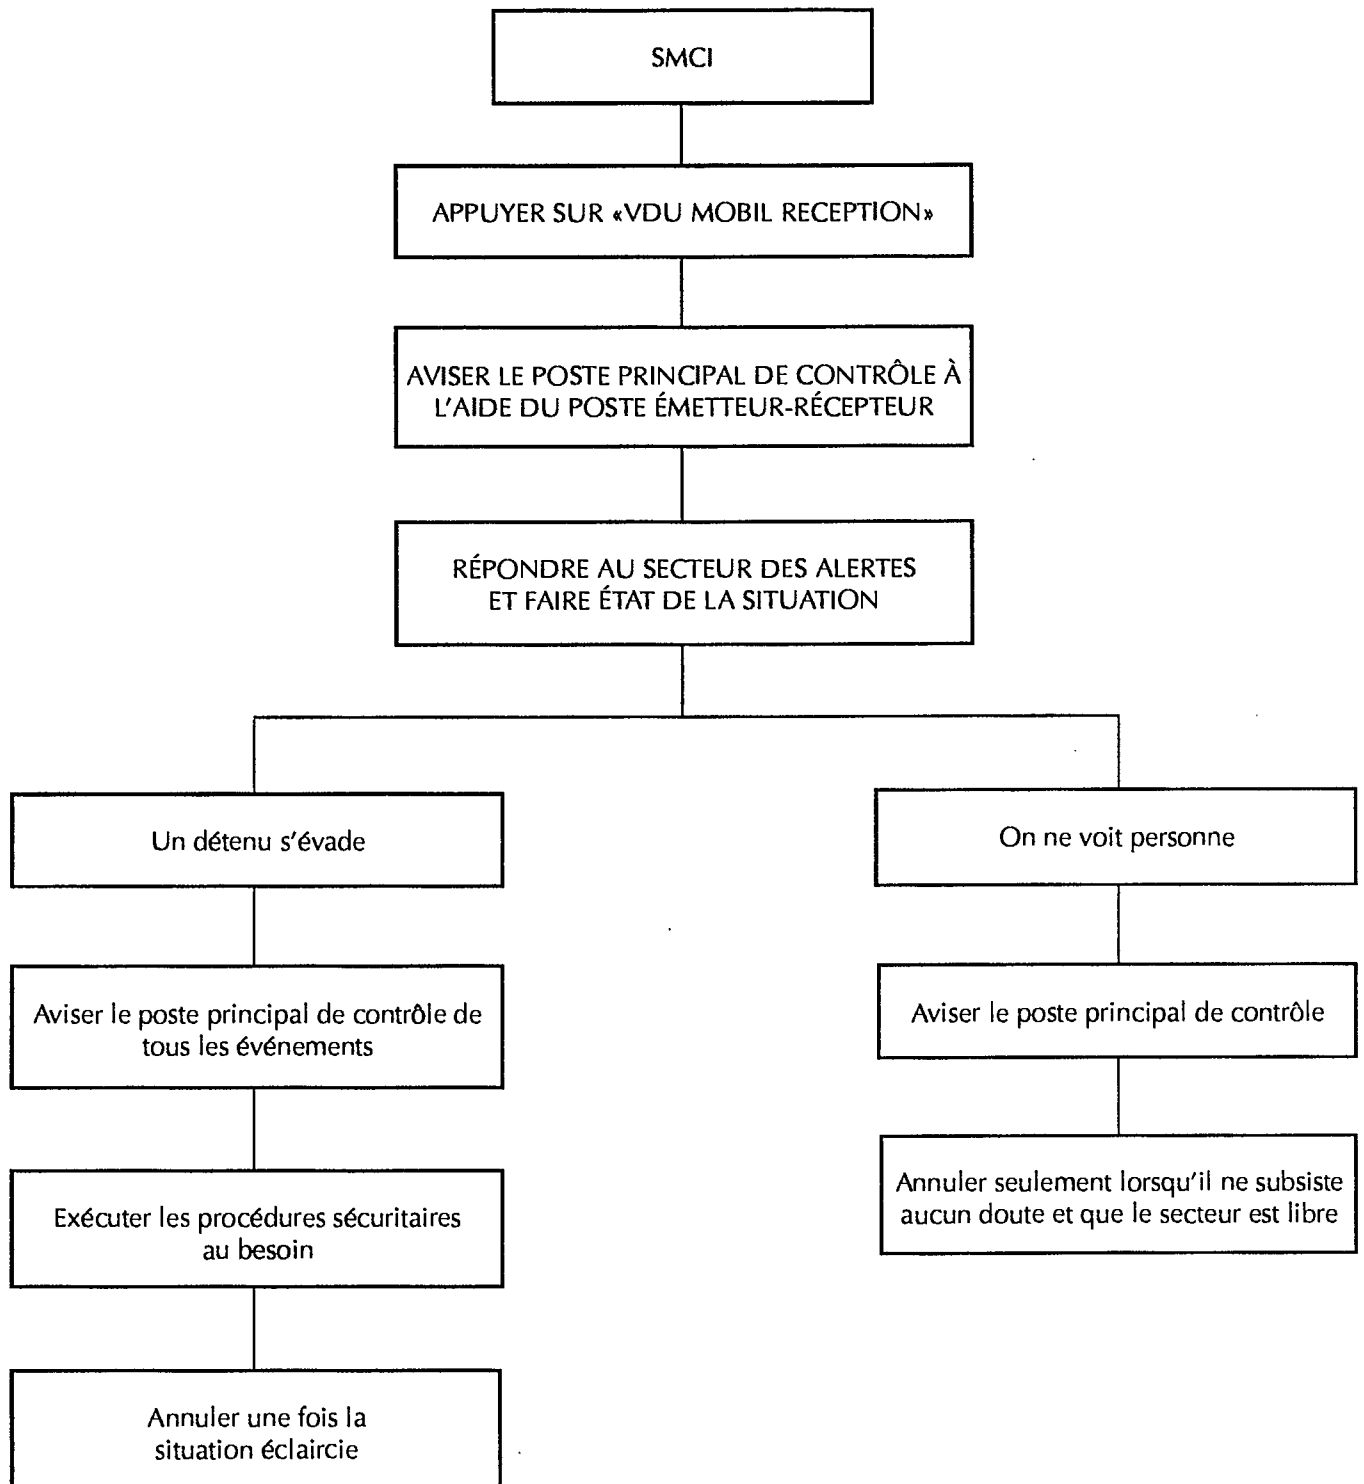 SMCI
APPUYER SUR «VDU MOBIL RECEPTION»
AVISER LE POSTE PRINCIPAL DE CONTRÔLE À
L'AIDE DU POSTE ÉMETTEUR-RÉCEPTEUR
RÉPONDRE AU SECTEUR DES ALERTES
ET FAIRE ÉTAT DE LA SITUATION
Un détenu s'évade
Aviser le poste principal de contrôle de
tous les événements
Exécuter les procédures sécuritaires
au besoin
Annuler une fois la
situation éclaircie
On ne voit personne
Aviser le poste principal de contrôle
Annuler seulement lorsqu'il ne subsiste
aucun doute et que le secteur est libre